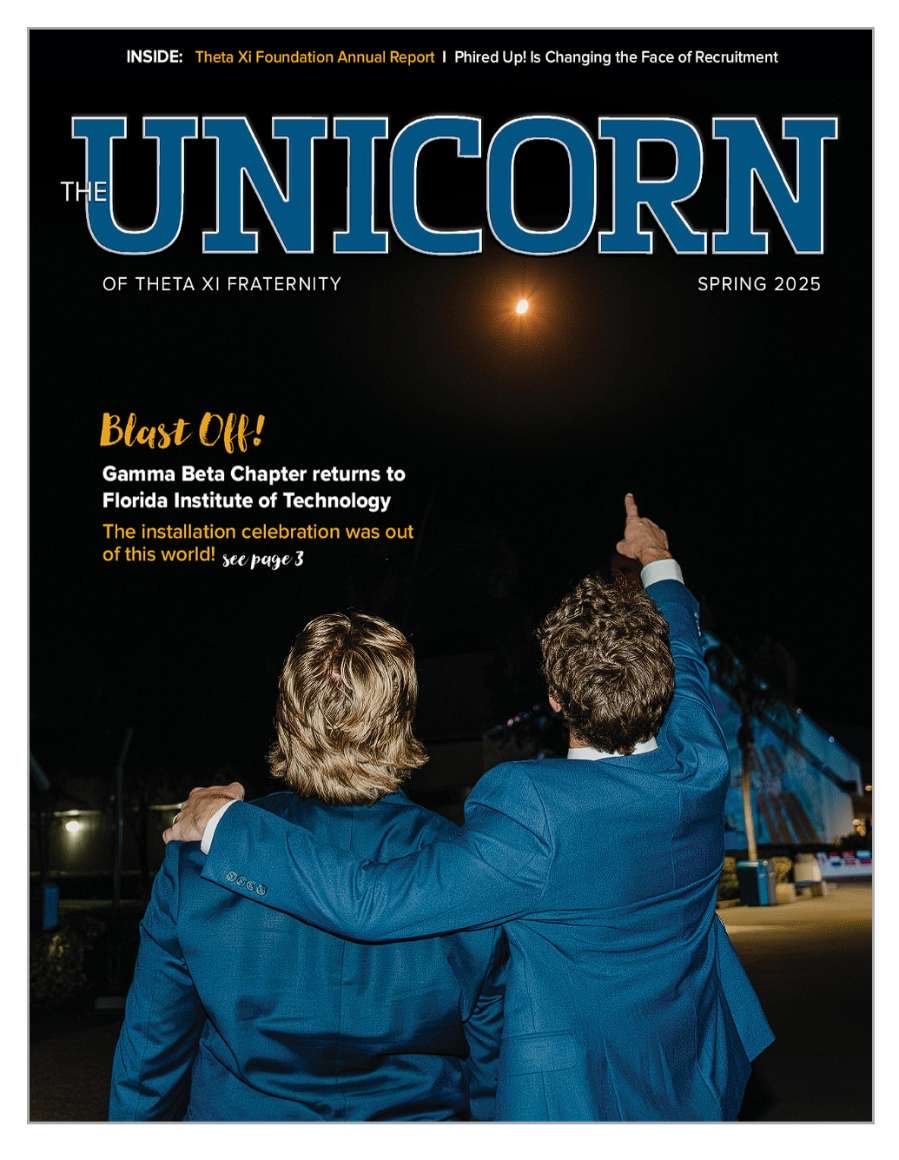 INSIDE: Theta Xi Foundation Annual Report | Phired Up! Is Changing the Face of Recruitment
THE UNICORN
OF THETA XI FRATERNITY SPRING 2025
Blast Off!
Gamma Beta Chapter returns to
Florida Institute of Technology
The installation celebration was out
of this world! see page 3